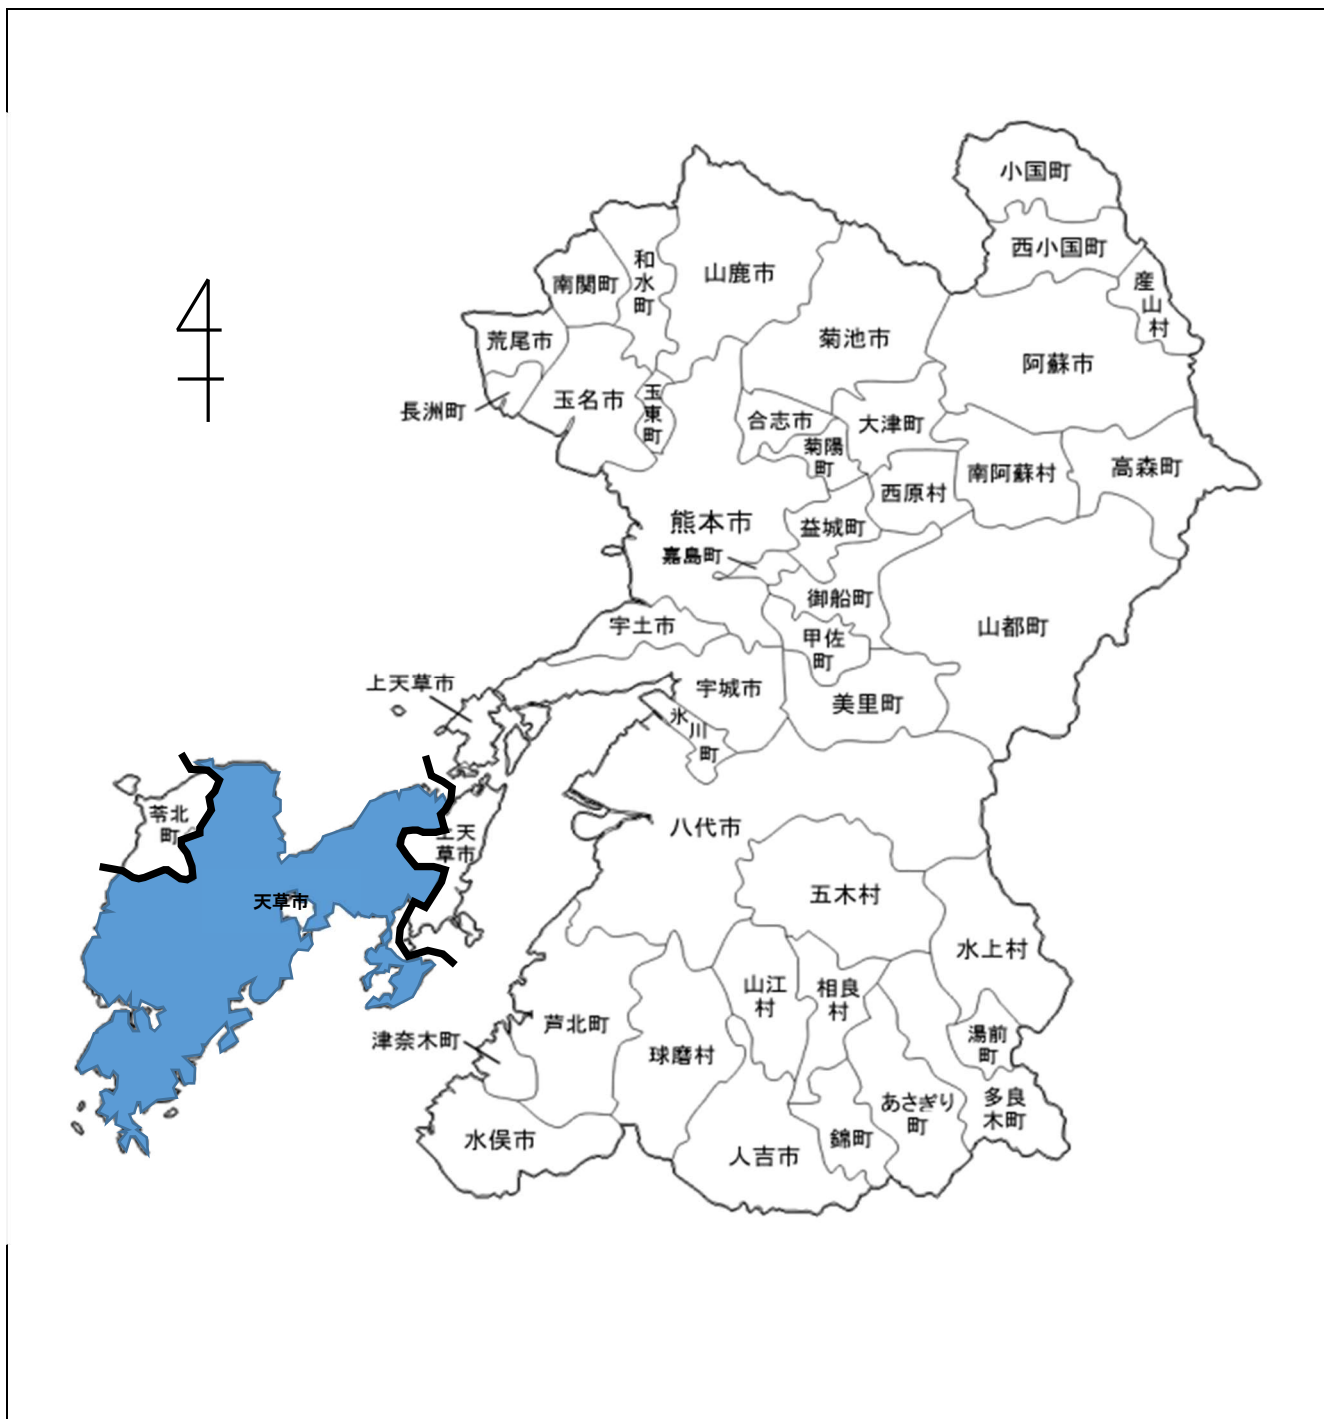 小国町
西小国町
産
山
村
和
水
町
山鹿市
南関町
荒尾市
菊池市
阿蘇市
長洲町
玉名市
玉
東
町
合志市
大津町
菊陽
町
南阿蘇村
高森町
西原村
熊本市
益城町
嘉島町
御船町
宇土市
甲佐
町
山都町
上天草市
宇城市
美里町
氷
川
町
苓北
町
上天
草市
八代市
天草市
五木村
水上村
山江
村
相良
村
芦北町
津奈木町
球磨村
湯前
町
あさぎり
町
多良
木町
水俣市
錦町
人吉市